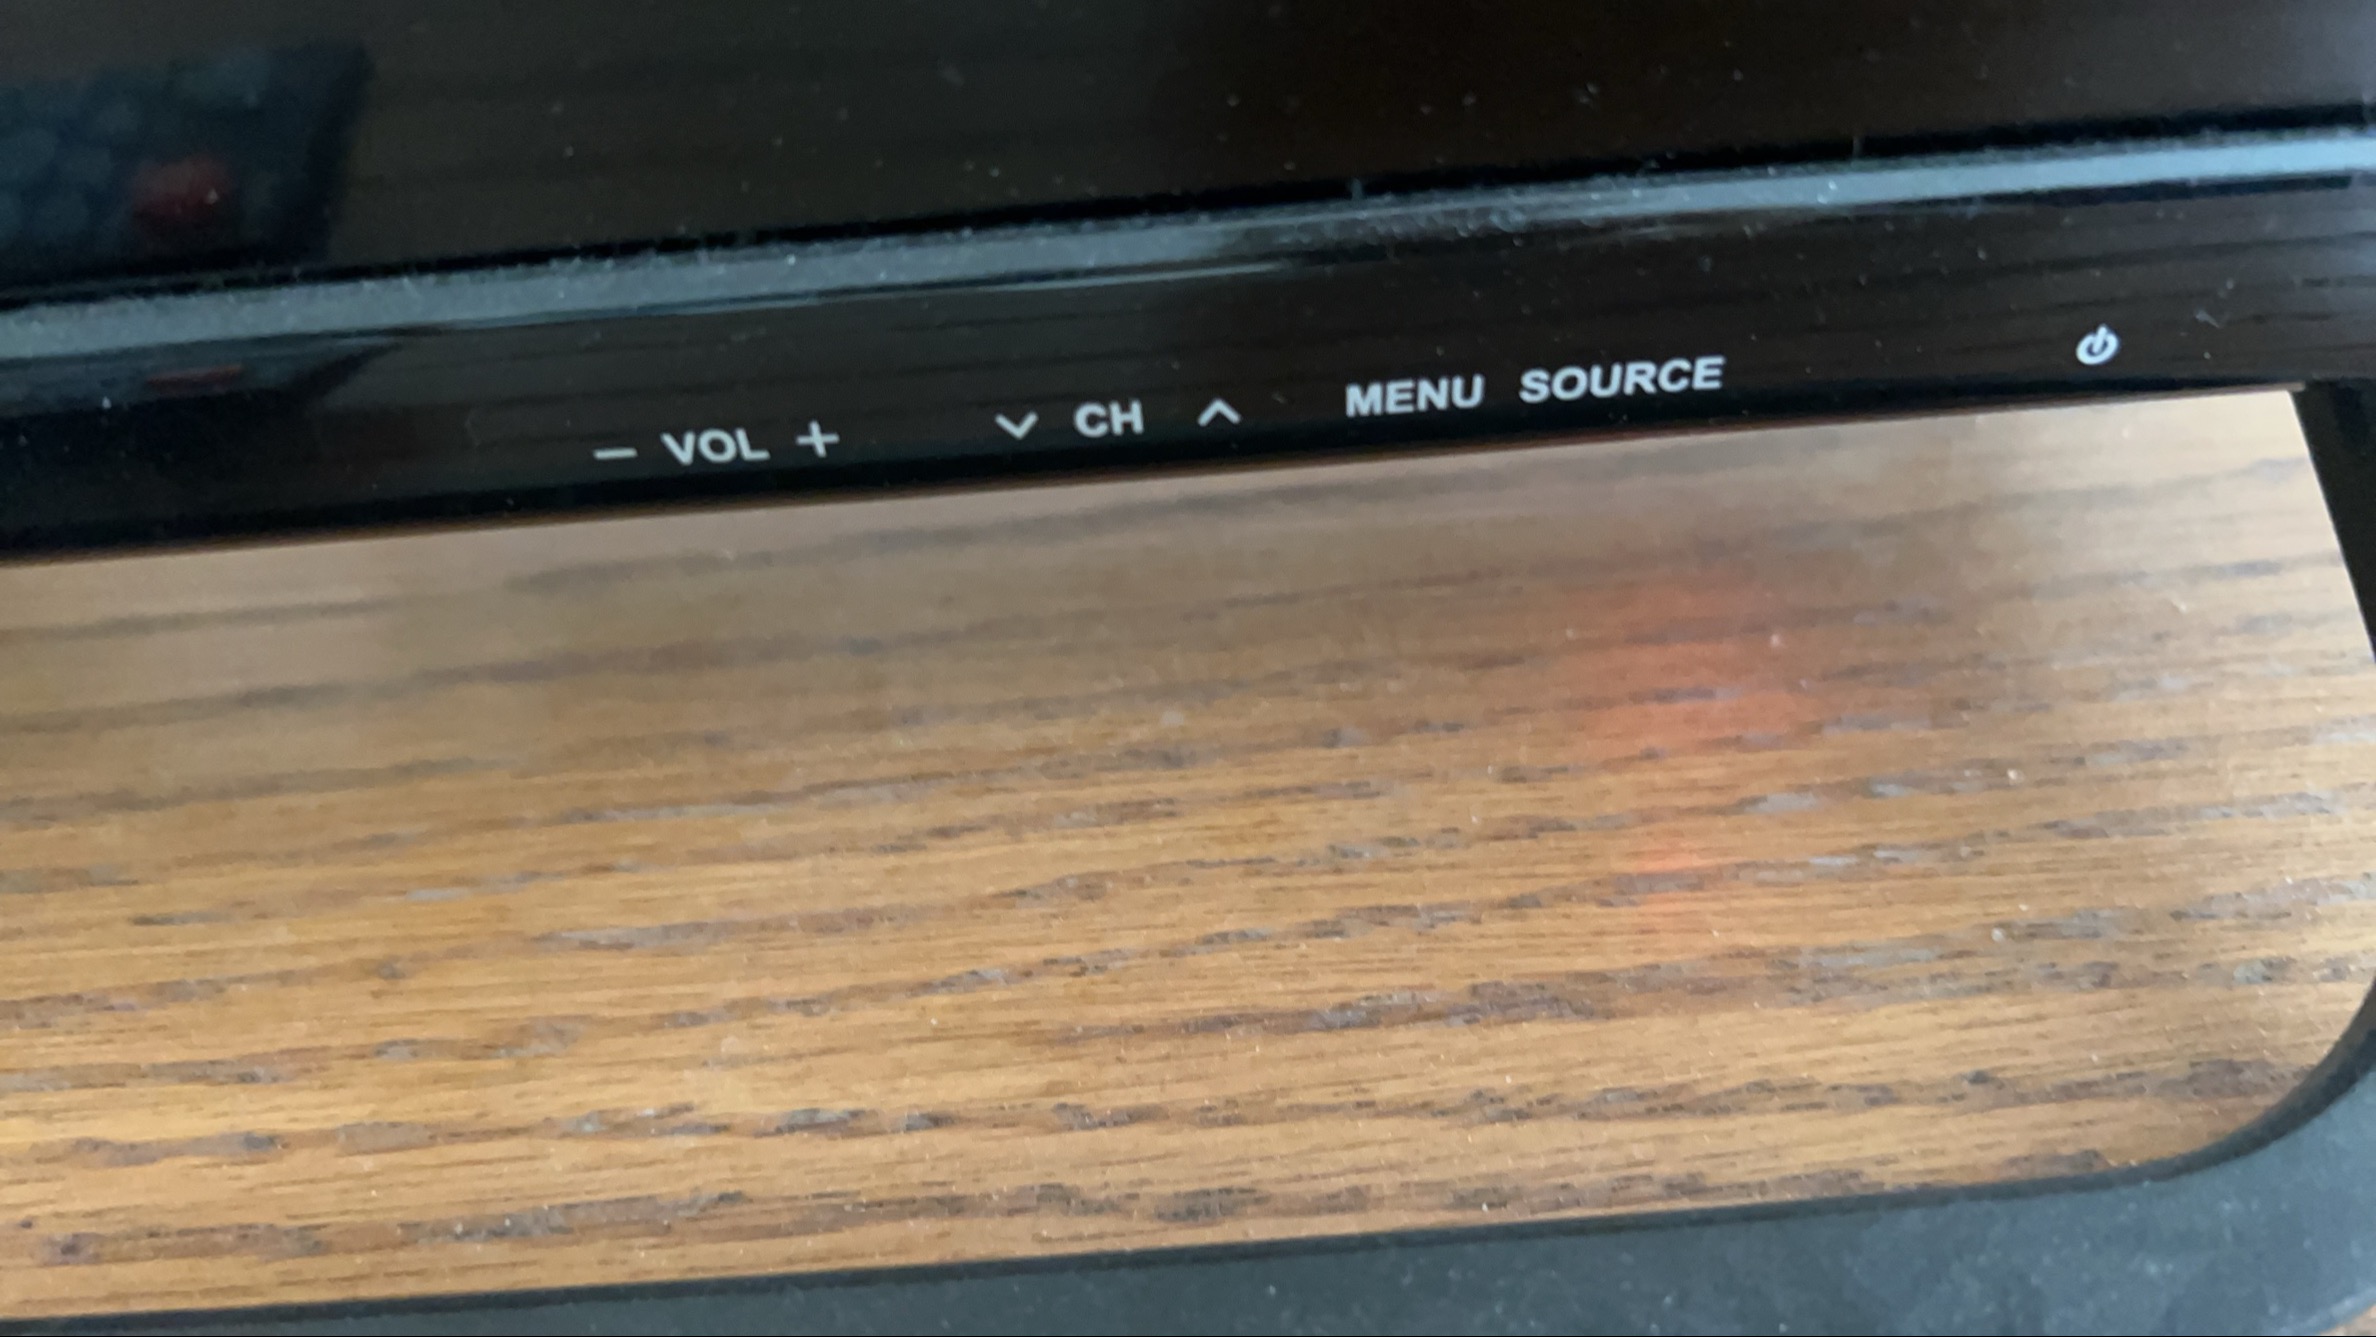 − VOL + ∨ CH ∧ MENU SOURCE ⏻